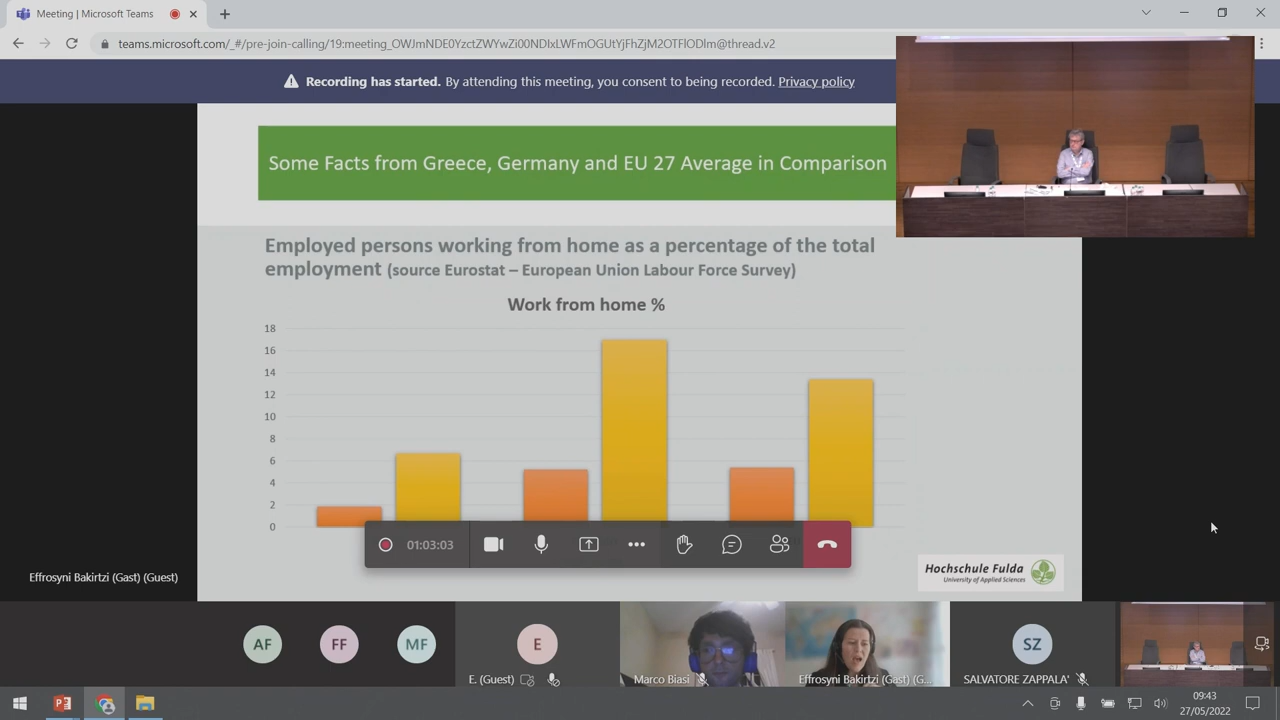 Meeting | Microsoft Teams
teams.microsoft.com/_#/pre-join-calling/19:meeting_OWJmNDE0YzctZWYwZi00NDIxLWFmOGUtYjFhZjM2OTFlODlm@thread.v2
Recording has started. By attending this meeting, you consent to being recorded. Privacy policy
Some Facts from Greece, Germany and EU 27 Average in Comparison
Employed persons working from home as a percentage of the total
employment (source Eurostat – European Union Labour Force Survey)
Work from home %
18
16
14
12
10
8
6
4
2
0
01:03:03
Effrosyni Bakirtzi (Gast) (Guest)
Hochschule Fulda
University of Applied Sciences
AF
FF
MF
E
SZ
E. (Guest)
Marco Biasi
Effrosyni Bakirtzi (Gast) (G...
SALVATORE ZAPPALA'
09:43
27/05/2022